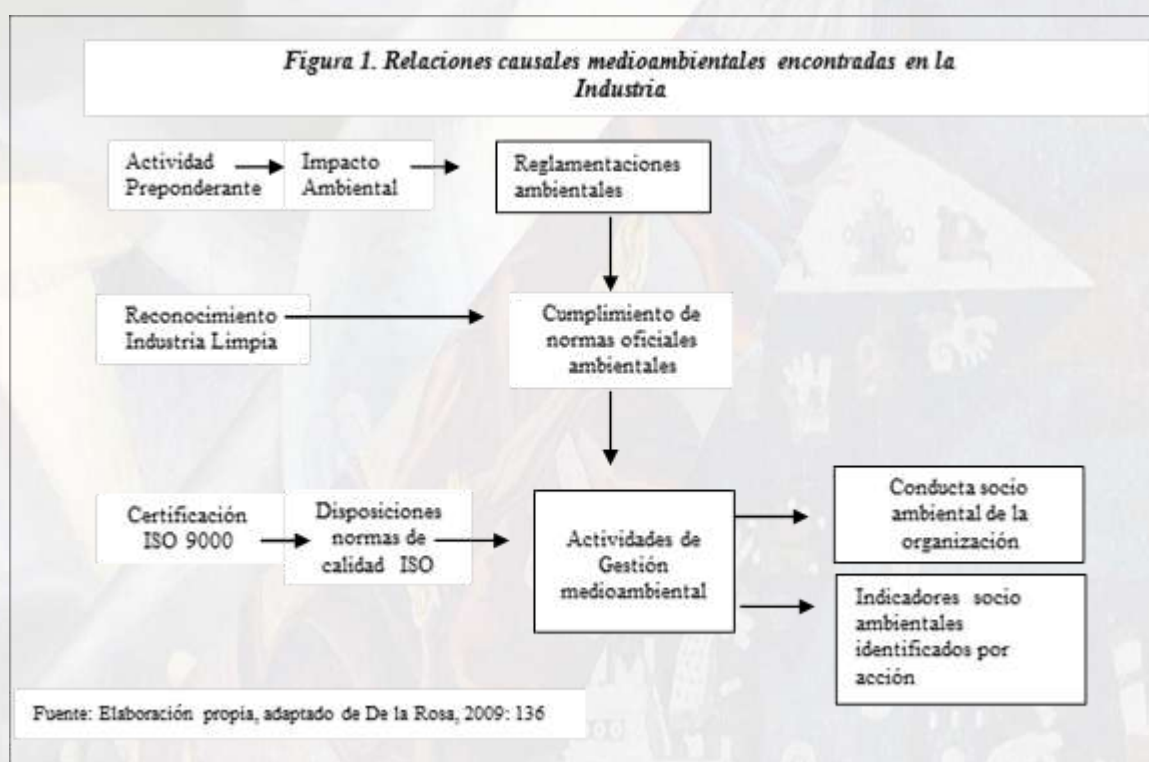 Figura 1. Relaciones causales medioambientales encontradas en la
Industria
Actividad
Preponderante
Impacto
Ambiental
Reglamentaciones
ambientales
Reconocimiento
Industria Limpia
Cumplimiento de
normas oficiales
ambientales
Certificación
ISO 9000
Disposiciones
normas de
calidad ISO
Actividades de
Gestión
medioambiental
Conducta socio
ambiental de la
organización
Indicadores socio
ambientales
identificados por
acción
Fuente: Elaboración propia, adaptado de De la Rosa, 2009: 136